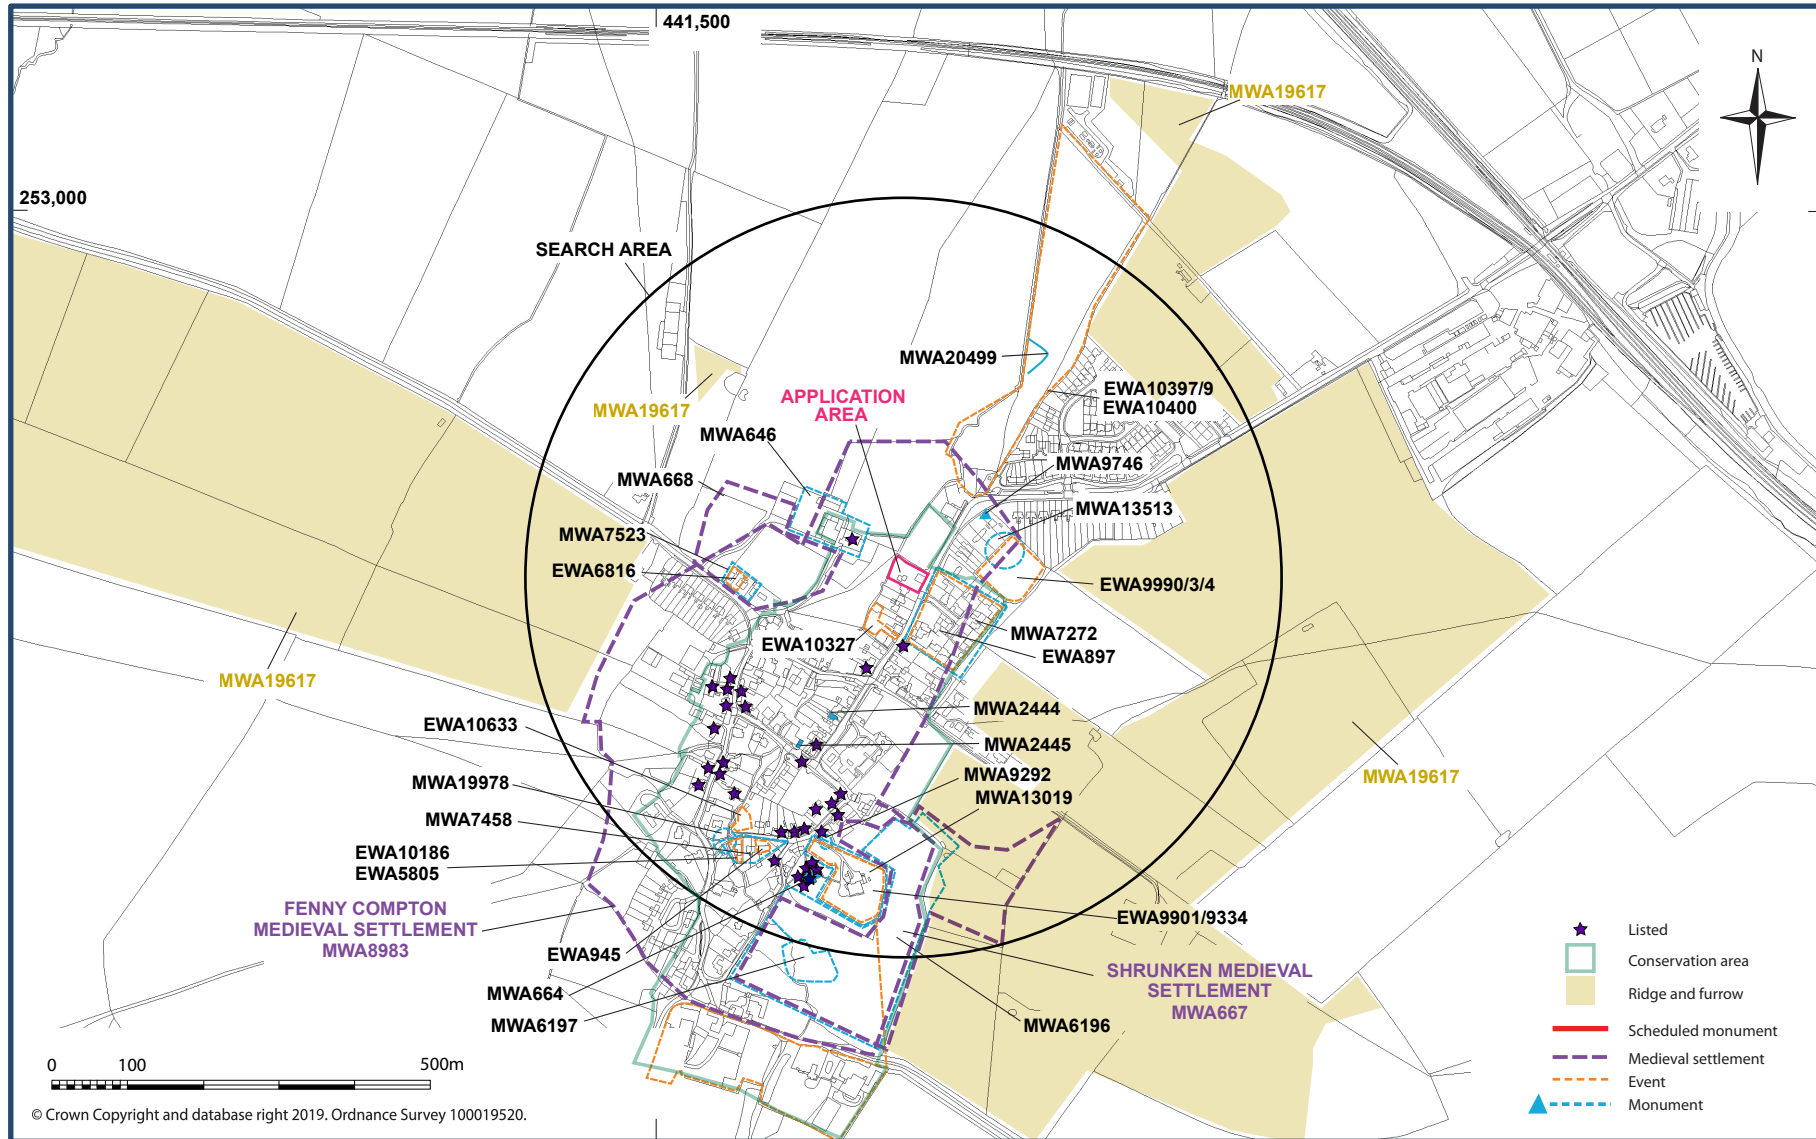 441,500
N
MWA19617
253,000
SEARCH AREA
MWA20499
EWA10397/9
EWA10400
APPLICATION
AREA
MWA19617
MWA646
MWA9746
MWA668
MWA13513
MWA7523
EWA6816
EWA9990/3/4
MWA7272
EWA10327
EWA897
MWA19617
MWA2444
EWA10633
MWA2445
MWA19978
MWA9292
MWA19617
MWA13019
MWA7458
EWA10186
EWA5805
FENNY COMPTON
MEDIEVAL SETTLEMENT
MWA8983
EWA9901/9334
EWA945
SHRUNKEN MEDIEVAL
SETTLEMENT
MWA667
MWA664
MWA6197
MWA6196
Listed
Conservation area
Ridge and furrow
Scheduled monument
Medieval settlement
Event
Monument
0 100 500m
© Crown Copyright and database right 2019. Ordnance Survey 100019520.